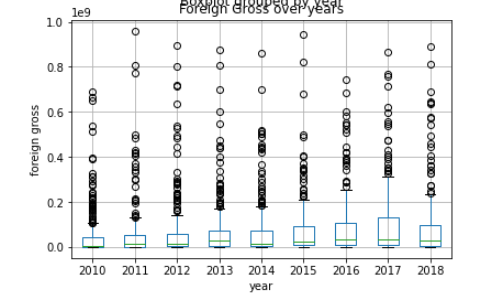 Boxplot grouped by year
Foreign Gross over years
1e9
1.0
0.8
0.6
0.4
0.2
0.0
foreign gross
2010 2011 2012 2013 2014 2015 2016 2017 2018
year